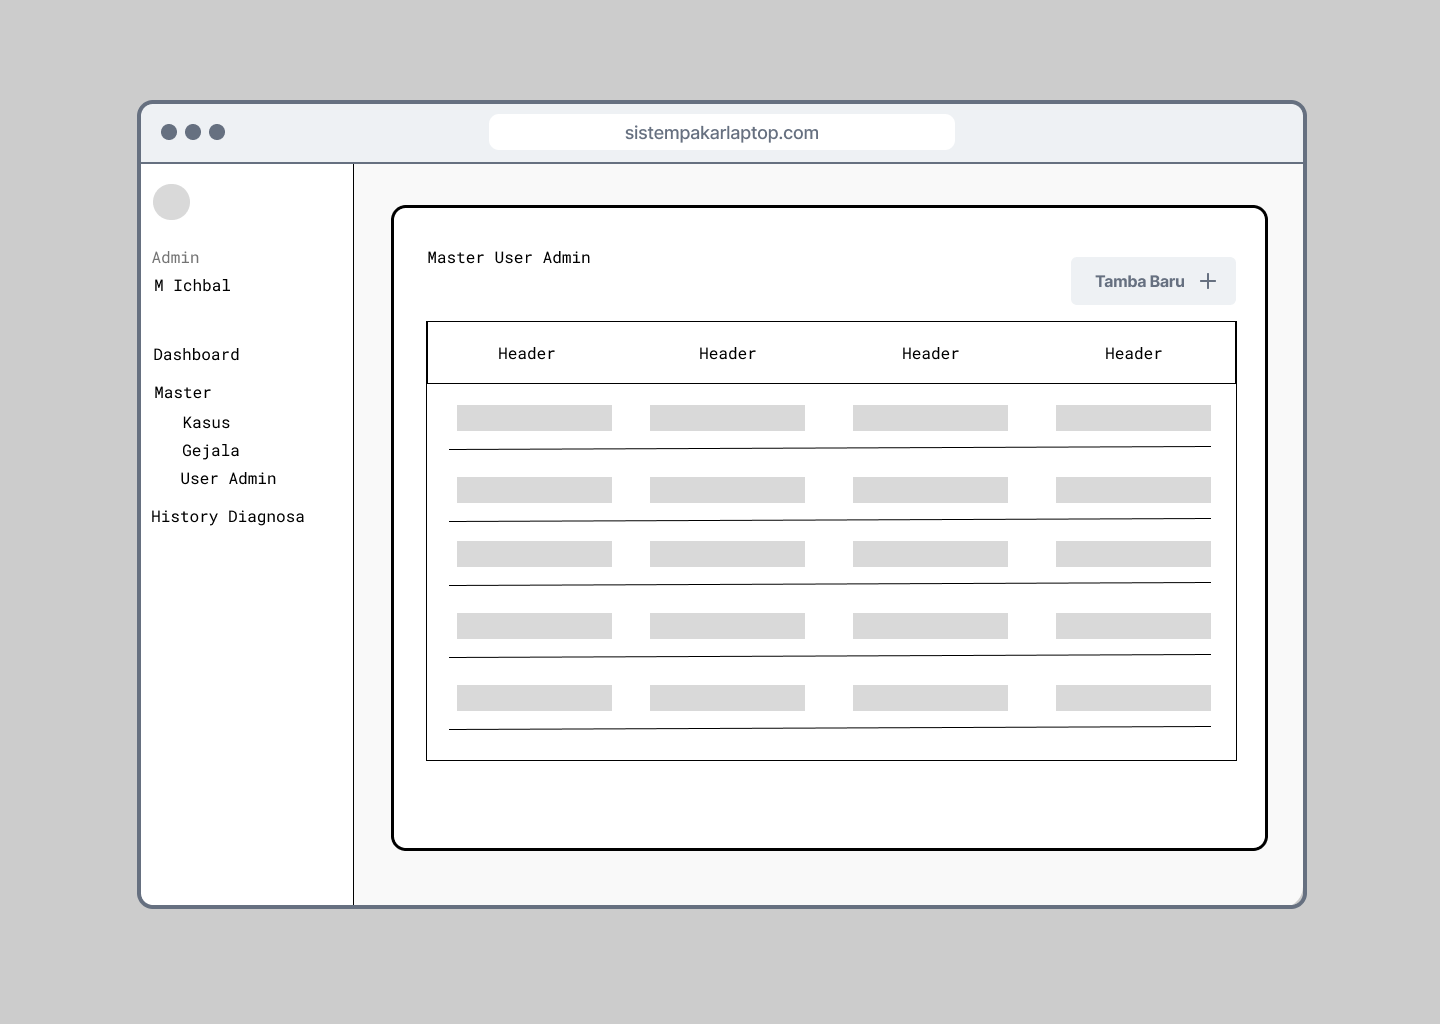 sistempakarlaptop.com
Admin
M Ichbal
Dashboard
Master
Kasus
Gejala
User Admin
History Diagnosa
Master User Admin
Tamba Baru
Header Header Header Header